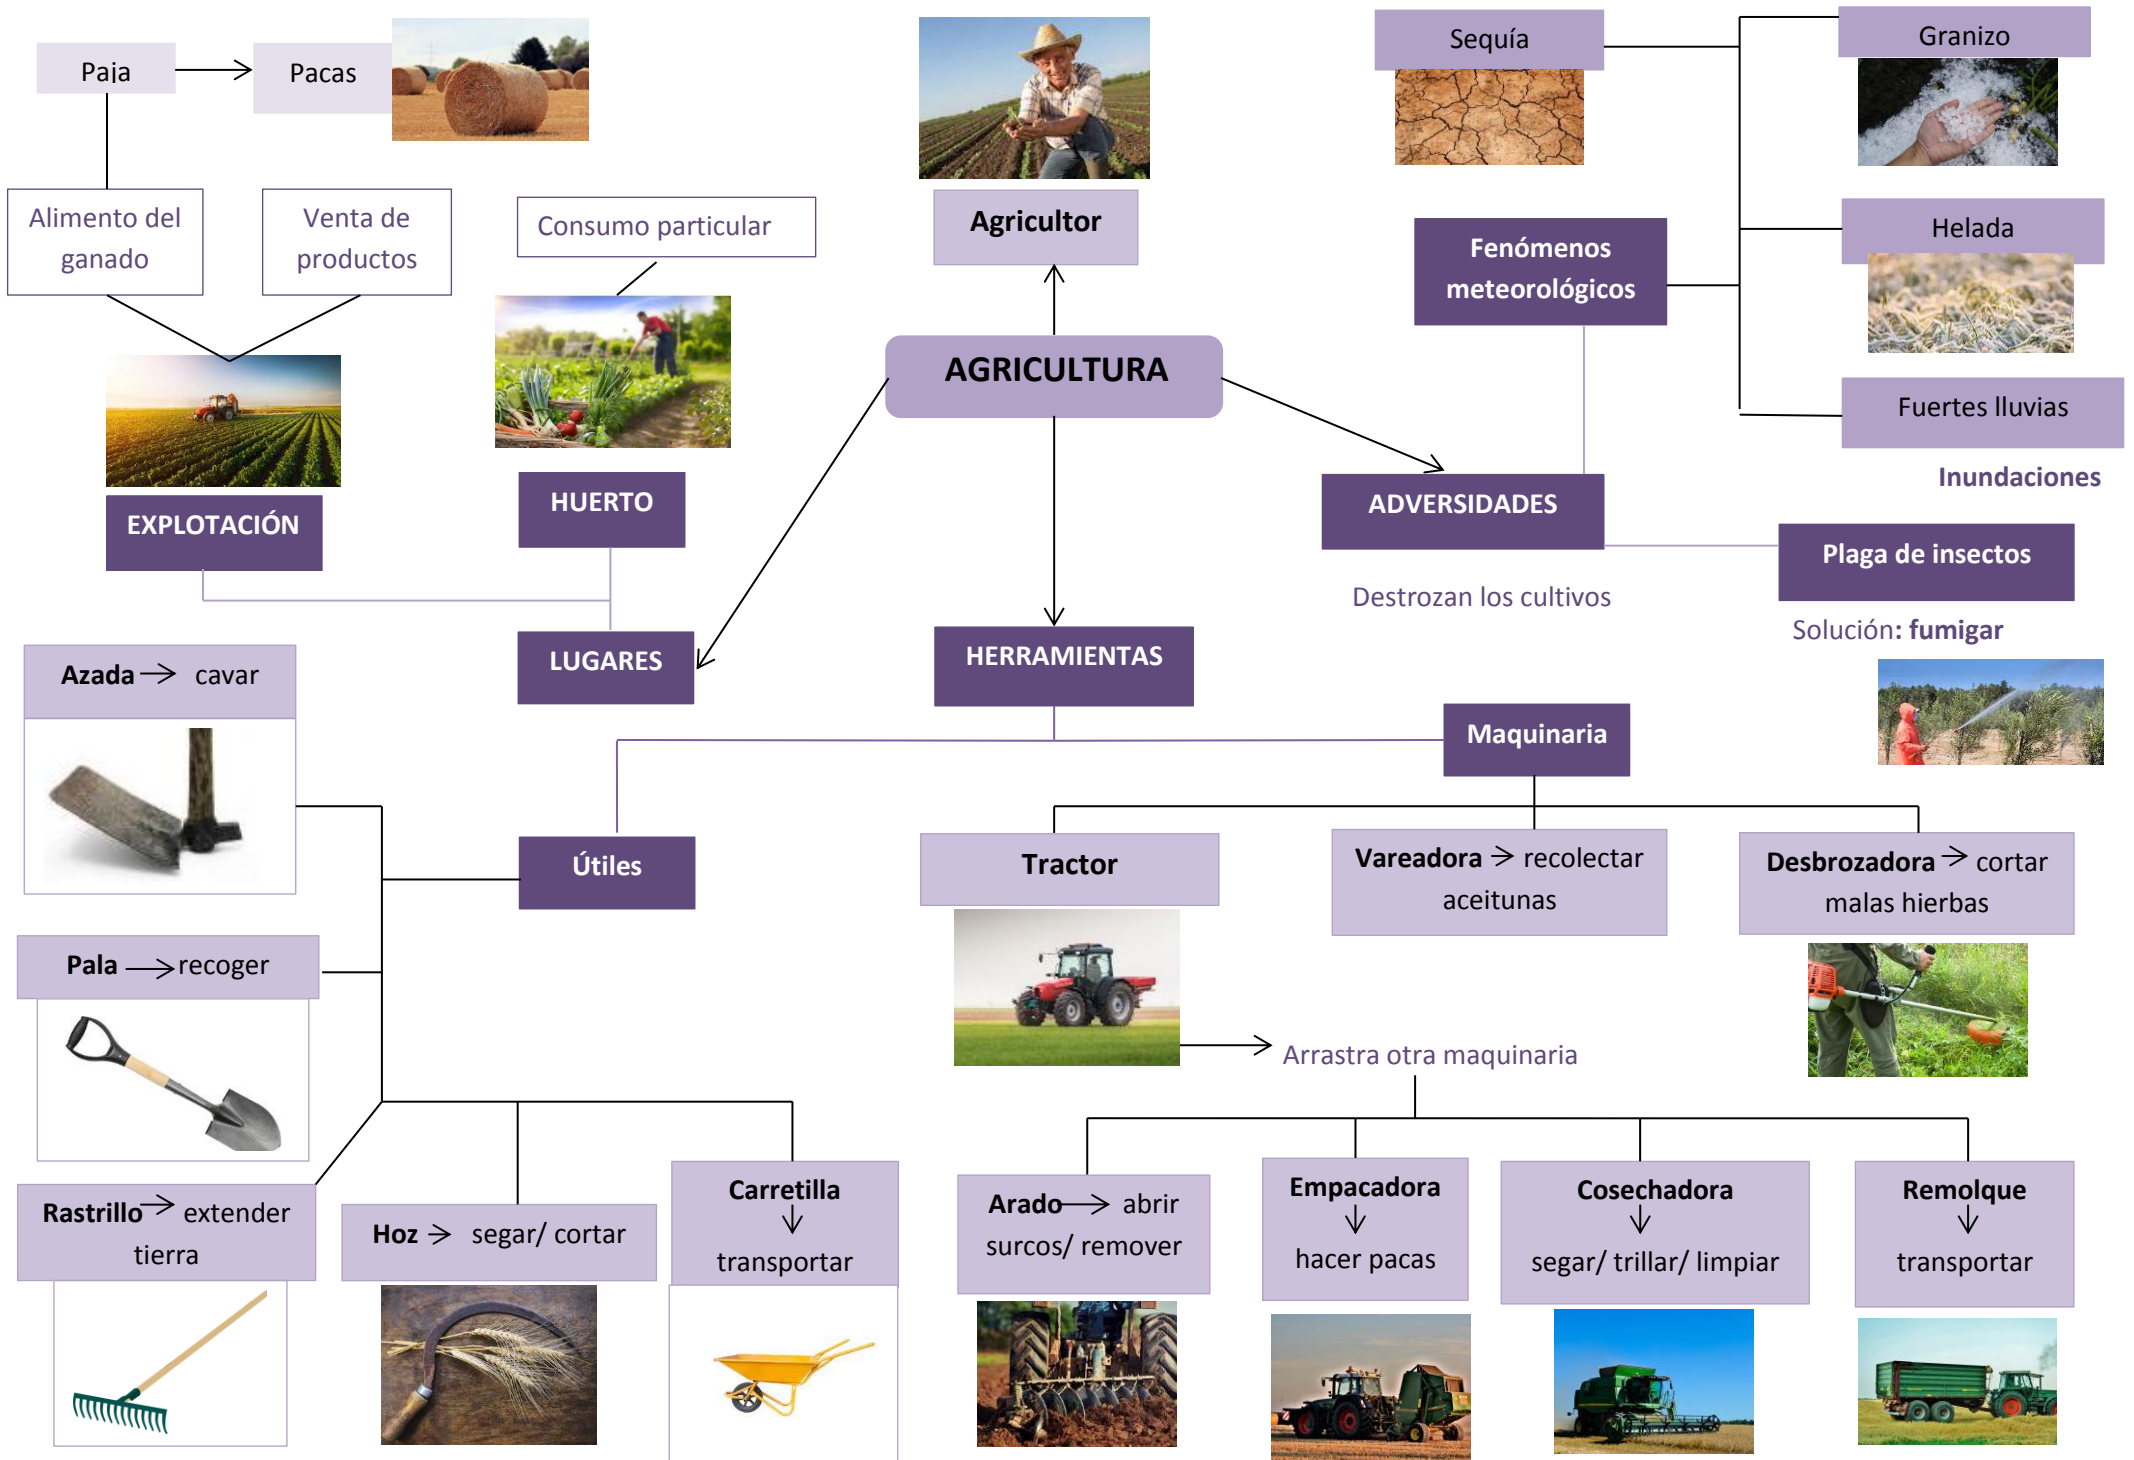 Paja
Pacas
Alimento del
ganado
Venta de
productos
Consumo particular
EXPLOTACIÓN
HUERTO
LUGARES
Agricultor
AGRICULTURA
HERRAMIENTAS
Sequía
Granizo
Fenómenos
meteorológicos
Helada
Fuertes lluvias
Inundaciones
ADVERSIDADES
Destrozan los cultivos
Plaga de insectos
Solución: fumigar
Azada → cavar
Útiles
Pala → recoger
Rastrillo → extender
tierra
Hoz → segar/ cortar
Carretilla
↓
transportar
Maquinaria
Tractor
Vareadora → recolectar
aceitunas
Desbrozadora → cortar
malas hierbas
Arrastra otra maquinaria
Arado → abrir
surcos/ remover
Empacadora
↓
hacer pacas
Cosechadora
↓
segar/ trillar/ limpiar
Remolque
↓
transportar